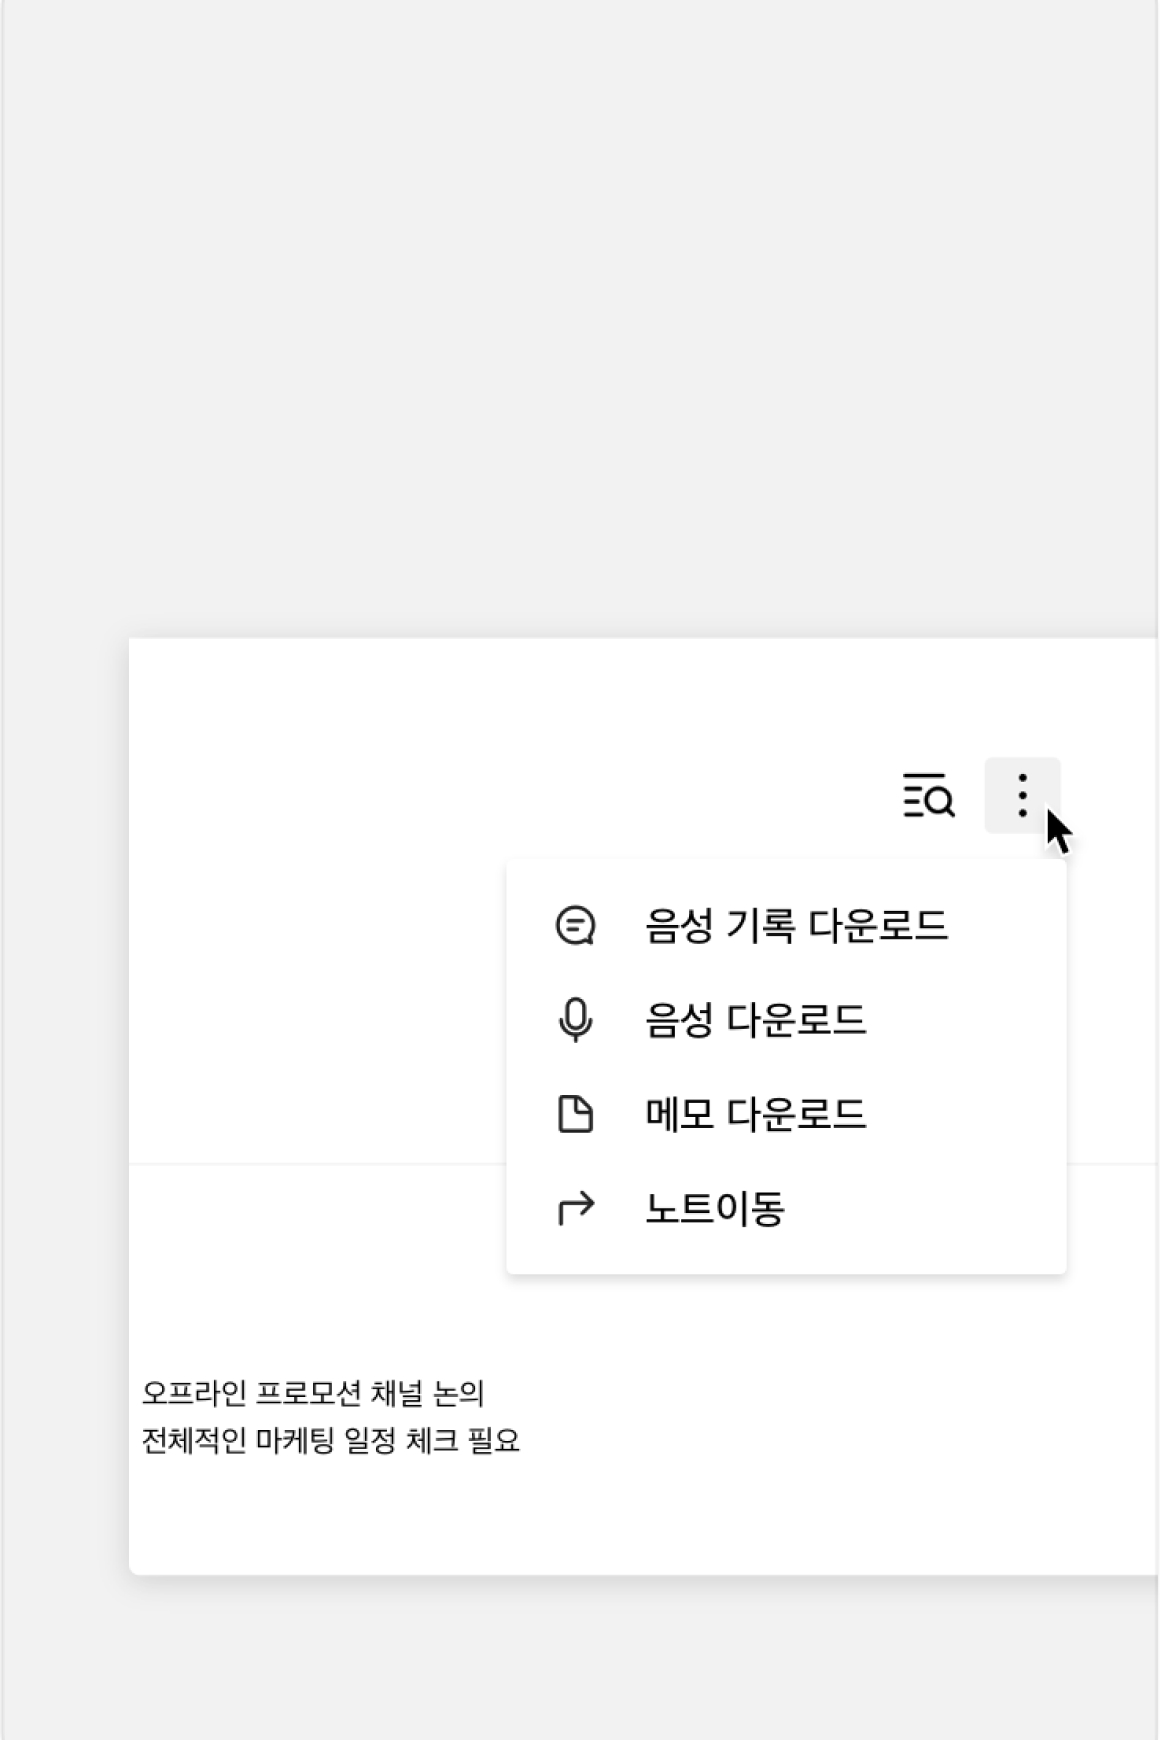 음성 기록 다운로드
음성 다운로드
메모 다운로드
노트이동
오프라인 프로모션 채널 논의
전체적인 마케팅 일정 체크 필요